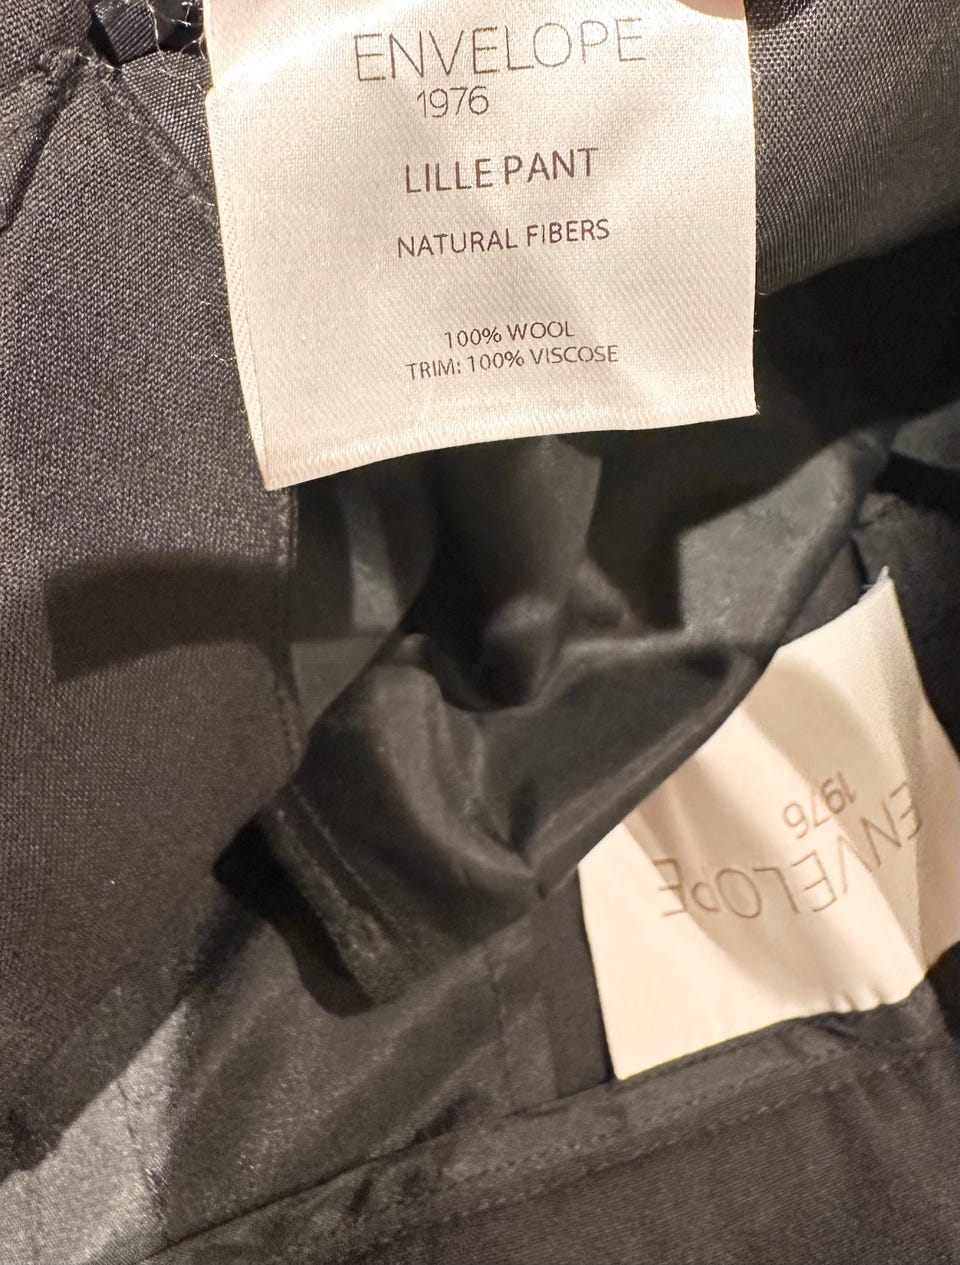 ENVELOPE
1976
LILLE PANT
NATURAL FIBERS
100% WOOL
TRIM: 100% VISCOSE
ENVELOPE
1976